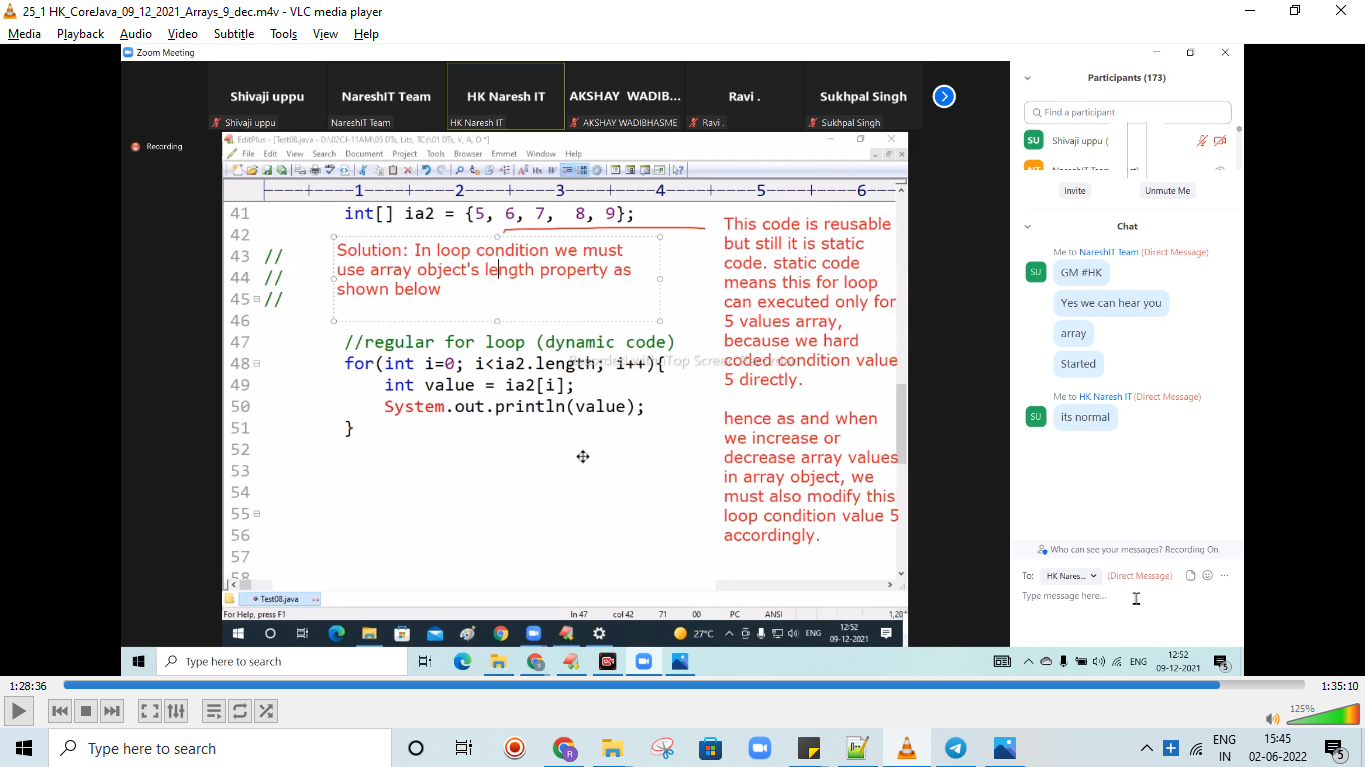 25_1 HK_CoreJava_09_12_2021_Arrays_9_dec.m4v - VLC media player
Media Playback Audio Video Subtitle Tools View Help
Zoom Meeting
Shivaji uppu NareshIT Team HK Naresh IT AKSHAY WADIB... Ravi . Sukhpal Singh
Shivaji uppu NareshIT Team HK Naresh IT AKSHAY WADIBHASME Ravi . Sukhpal Singh
Recording
EditPlus - [Test08.java - D:\02CJ-11AM\05 DTs, Lits, TCs\01 DTs, V, A, O *]
File Edit View Search Document Project Tools Browser Emmet Window Help
----+----1----+----2----+----3----+----4----+----5----+----6----
41 int[] ia2 = {5, 6, 7, 8, 9};
42
43 //
44 //
45 //
46
Solution: In loop condition we must
use array object's length property as
shown below
47 //regular for loop (dynamic code)
48 for(int i=0; i<ia2.length; i++){
49 int value = ia2[i];
50 System.out.println(value);
51 }
52
53
54
55
56
57
58
This code is reusable
but still it is static
code. static code
means this for loop
can executed only for
5 values array,
because we hard
coded condition value
5 directly.
hence as and when
we increase or
decrease array values
in array object, we
must also modify this
loop condition value 5
accordingly.
Test08.java
For Help, press F1 ln 47 col 42 71 00 PC ANSI
27°C ENG 12:52
09-12-2021
Participants (173)
Find a participant
SU Shivaji uppu (
Invite Unmute Me
Chat
Me to NareshIT Team (Direct Message)
SU GM #HK
Yes we can hear you
array
Started
Me to HK Naresh IT (Direct Message)
SU its normal
Who can see your messages? Recording On
To: HK Nares... (Direct Message)
Type message here...
Type here to search ENG 12:52
09-12-2021
5
1:28:36 1:35:10
125%
Type here to search ENG
IN 15:45
02-06-2022
5